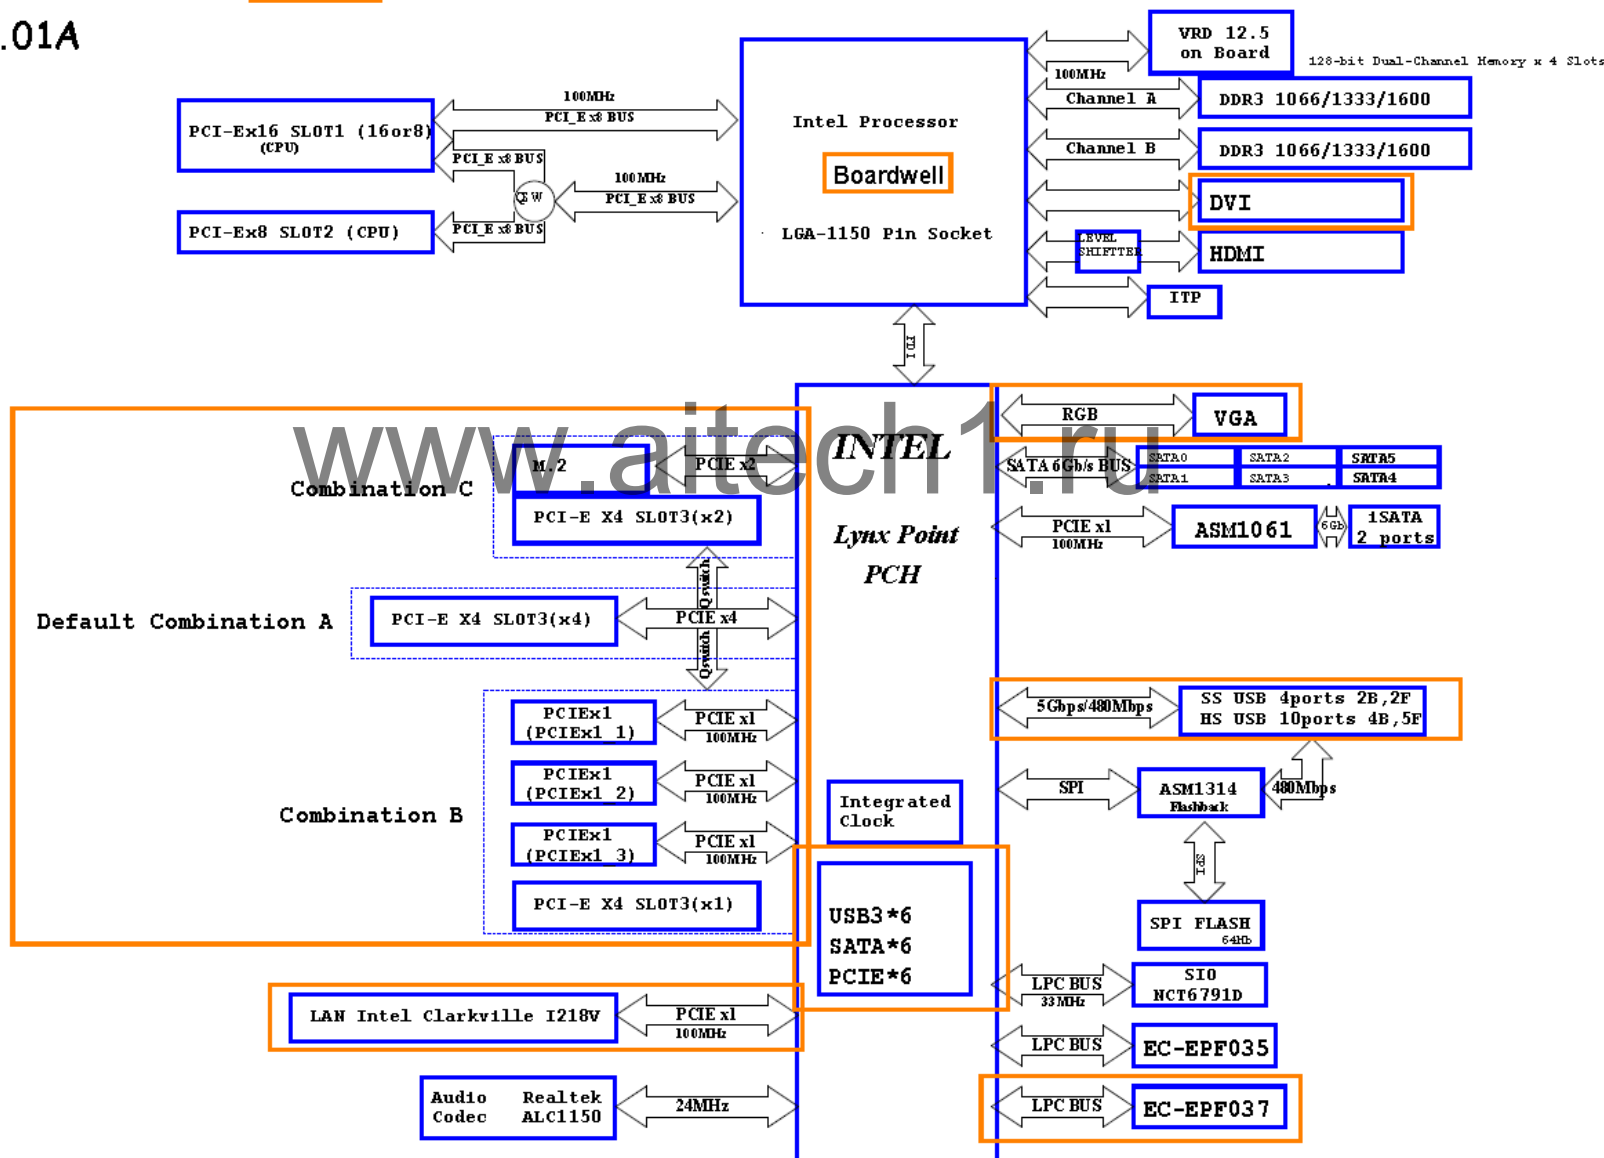 .01A
VRD 12.5
on Board
128-bit Dual-Channel Memory x 4 Slots
100MHz
Channel A
DDR3 1066/1333/1600
Channel B
DDR3 1066/1333/1600
DVI
LEVEL
SHIFTTER
HDMI
ITP
Intel Processor
Boardwell
LGA-1150 Pin Socket
100MHz
PCI_E x8 BUS
PCI-Ex16 SLOT1 (16or8)
(CPU)
PCI_E x8 BUS
QSW
100MHz
PCI_E x8 BUS
PCI-Ex8 SLOT2 (CPU)
PCI_E x8 BUS
FDI
www.aitech1.ru
INTEL
Lynx Point
PCH
RGB
VGA
SATA 6Gb/s BUS
SATA0 SATA2 SATA5
SATA1 SATA3 SATA4
PCIE x1
100MHz
ASM1061
6Gb
1SATA
2 ports
M.2
PCIE x2
Combination C
PCI-E X4 SLOT3(x2)
Qswitch
Default Combination A
PCI-E X4 SLOT3(x4)
PCIE x4
Qswitch
PCIEx1
(PCIEx1_1)
PCIE x1
100MHz
PCIEx1
(PCIEx1_2)
PCIE x1
100MHz
Combination B
PCIEx1
(PCIEx1_3)
PCIE x1
100MHz
PCI-E X4 SLOT3(x1)
5Gbps/480Mbps
SS USB 4ports 2B,2F
HS USB 10ports 4B,5F
SPI
ASM1314
Flashback
480Mbps
SPI
SPI FLASH
64Mb
Integrated
Clock
USB3*6
SATA*6
PCIE*6
LPC BUS
33MHz
SIO
NCT6791D
LAN Intel Clarkville I218V
PCIE x1
100MHz
LPC BUS
EC-EPF035
Audio Realtek
Codec ALC1150
24MHz
LPC BUS
EC-EPF037